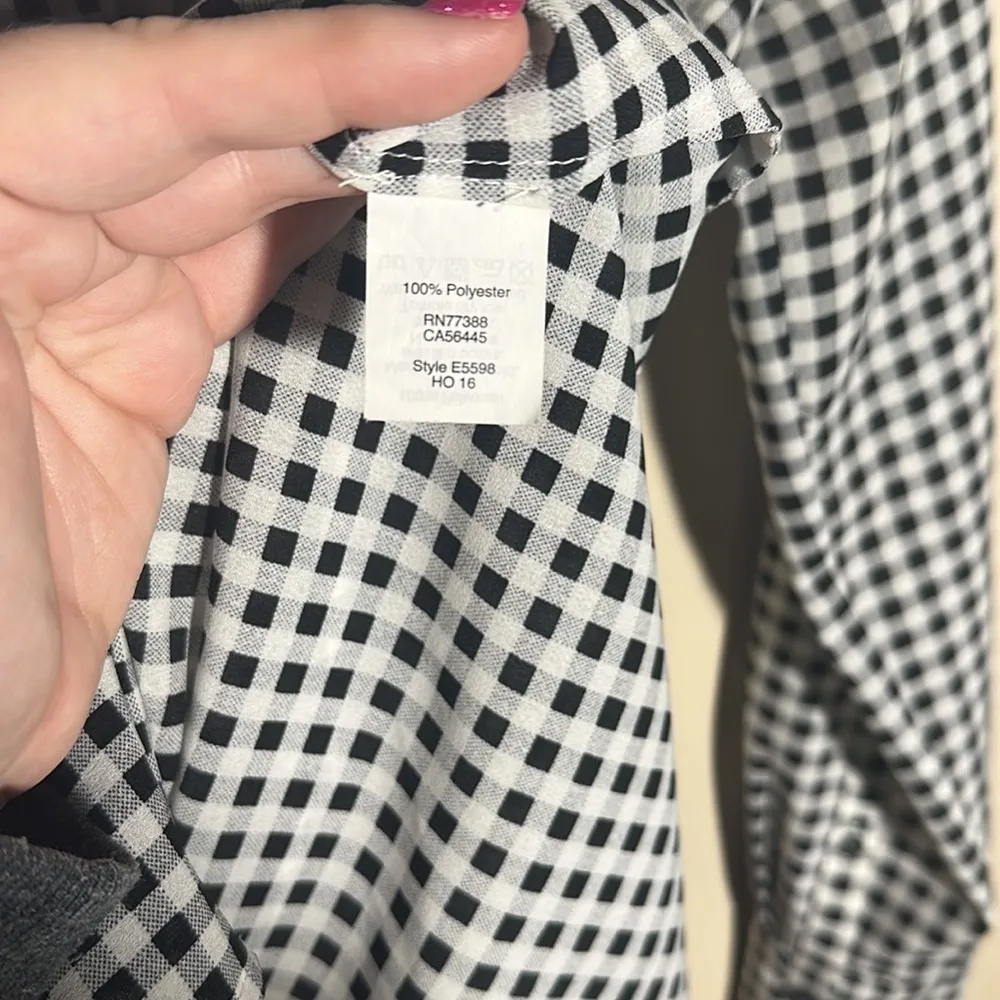 100% Polyester
RN77388
CA56445
Style E5598
HO 16